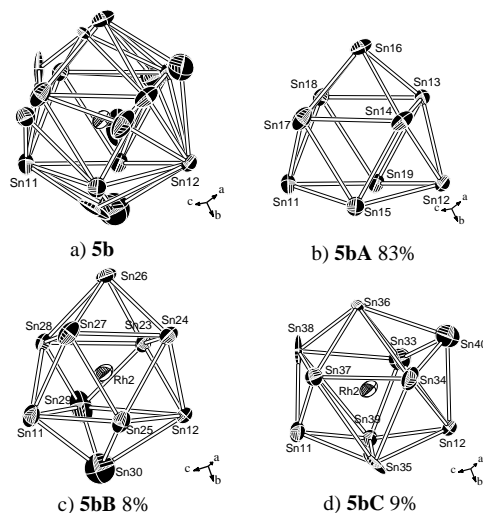 Sn11
Sn12
c
a
b
a) 5b
Sn16
Sn18
Sn13
Sn17
Sn14
Sn19
Sn11
Sn12
Sn15
c
a
b
b) 5bA 83%
Sn26
Sn28
Sn27
Sn23
Sn24
Rh2
Sn29
Sn11
Sn25
Sn12
Sn30
c
a
b
c) 5bB 8%
Sn36
Sn38
Sn33
Sn40
Sn37
Sn34
Rh2
Sn39
Sn11
Sn12
Sn35
c
a
b
d) 5bC 9%